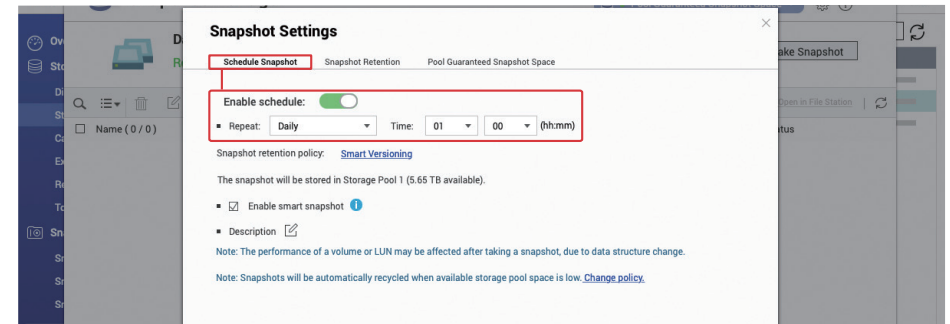 Snapshot Settings
Schedule Snapshot Snapshot Retention Pool Guaranteed Snapshot Space
Enable schedule:
Repeat: Daily Time: 01 00 (hh:mm)
Snapshot retention policy: Smart Versioning
The snapshot will be stored in Storage Pool 1 (5.65 TB available).
Enable smart snapshot
Description
Note: The performance of a volume or LUN may be affected after taking a snapshot, due to data structure change.
Note: Snapshots will be automatically recycled when available storage pool space is low. Change policy.
Name ( 0 / 0 )
Snapshot
Open in File Station